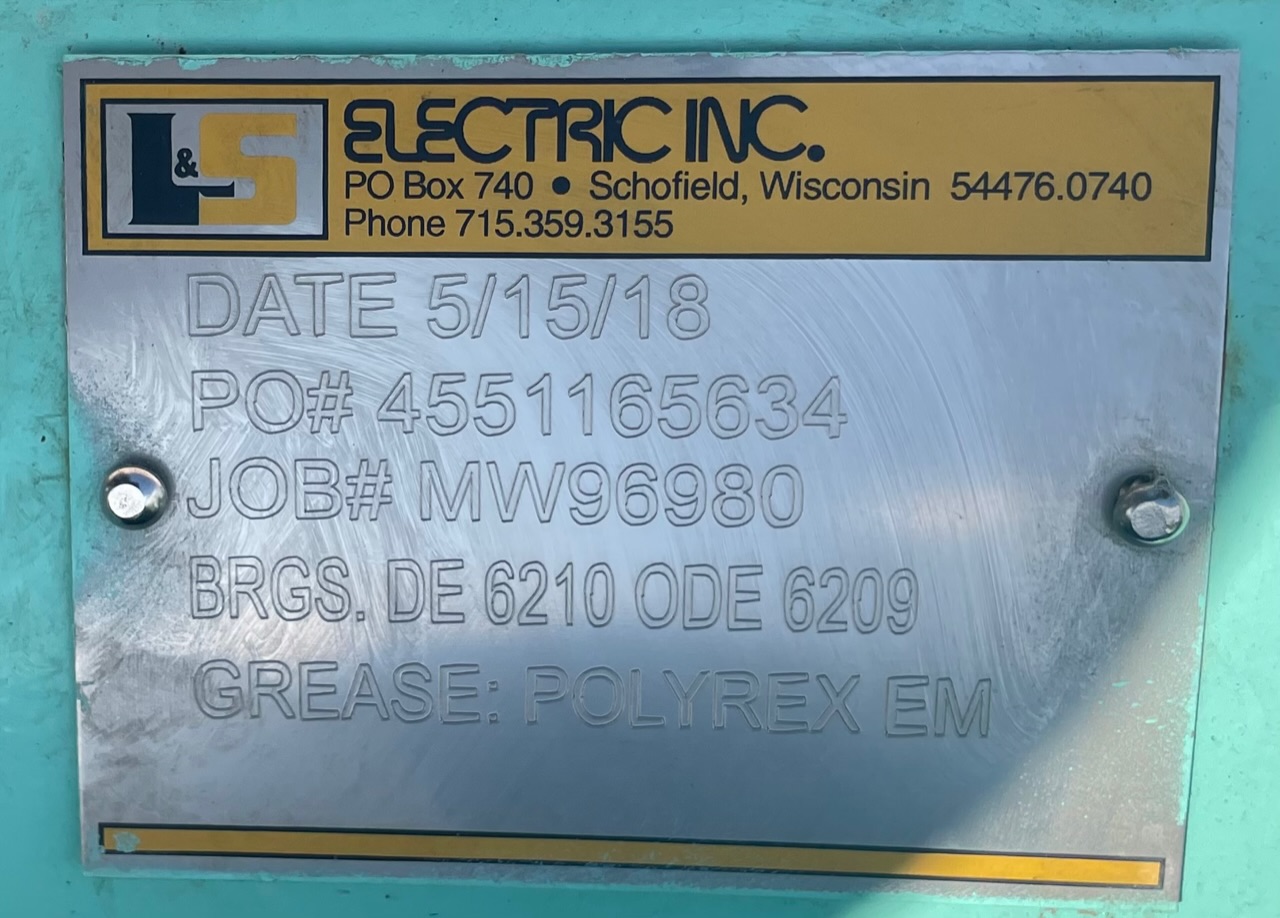 L&S ELECTRIC INC.
PO Box 740 • Schofield, Wisconsin 54476.0740
Phone 715.359.3155
DATE 5/15/18
PO# 4551165634
JOB# MW96980
BRGS. DE 6210 ODE 6209
GREASE: POLYREX EM